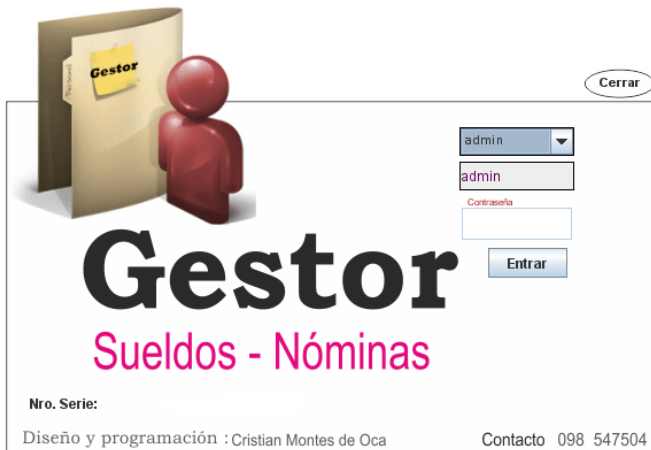 Gestor
Personal
Cerrar
admin
admin
Contraseña
Entrar
Gestor
Sueldos - Nóminas
Nro. Serie:
Diseño y programación : Cristian Montes de Oca
Contacto 098 547504